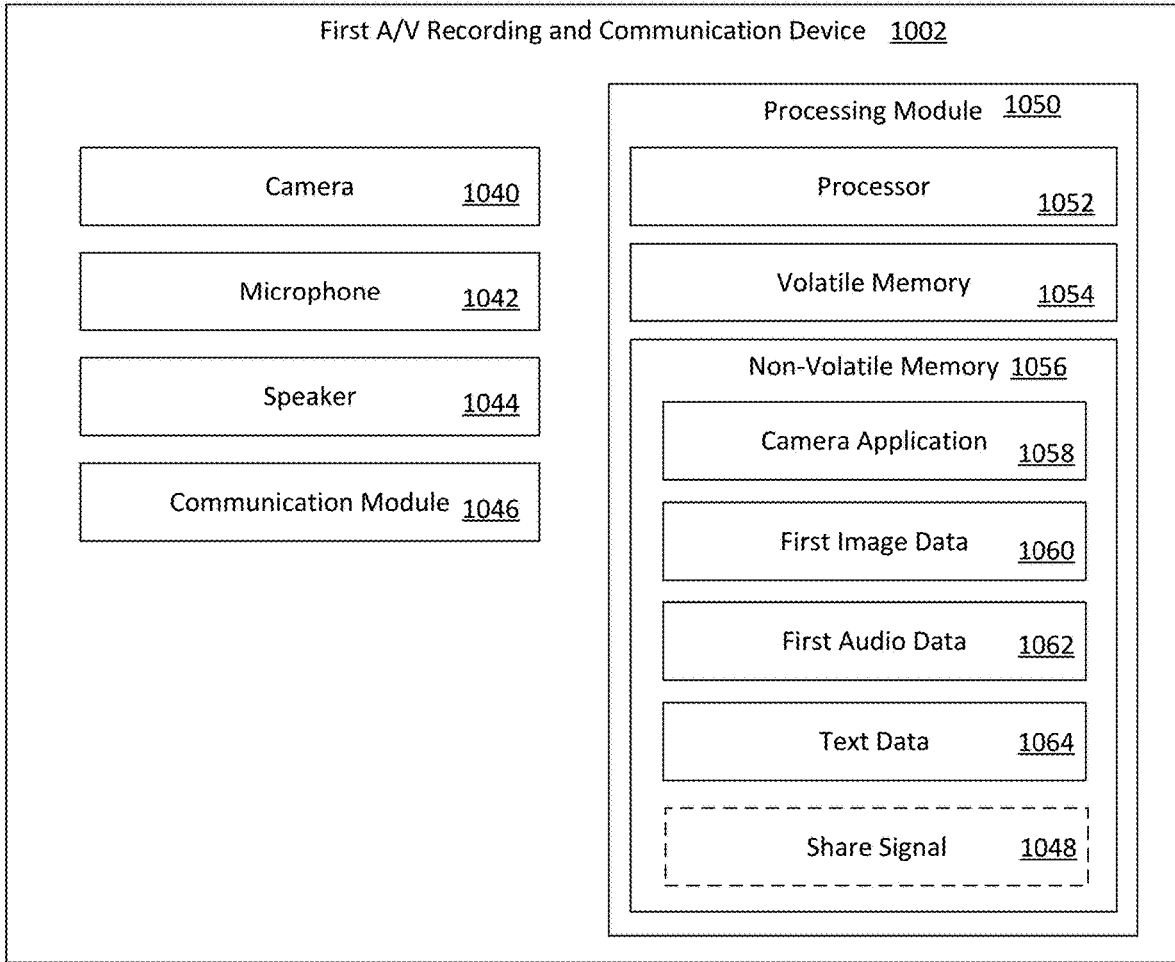 First A/V Recording and Communication Device 1002
Camera 1040
Microphone 1042
Speaker 1044
Communication Module 1046
Processing Module 1050
Processor 1052
Volatile Memory 1054
Non-Volatile Memory 1056
Camera Application 1058
First Image Data 1060
First Audio Data 1062
Text Data 1064
Share Signal 1048